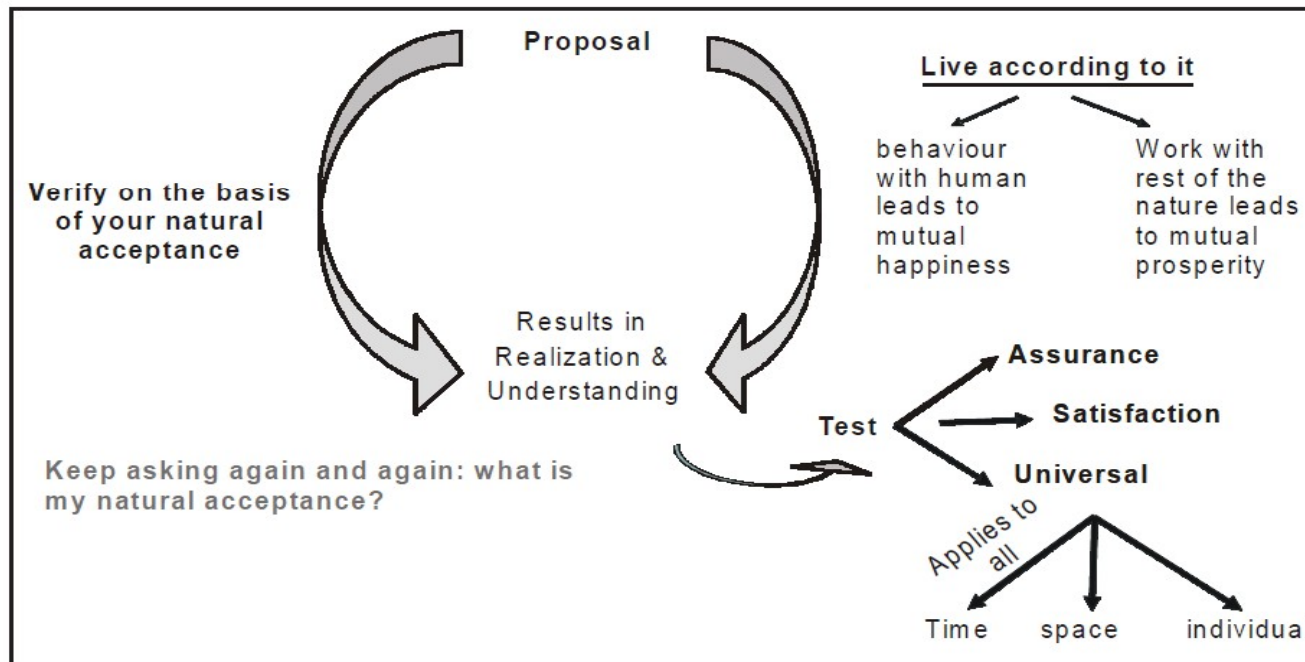 Proposal
Live according to it
behaviour
with human
leads to
mutual
happiness
Work with
rest of the
nature leads
to mutual
prosperity
Verify on the basis
of your natural
acceptance
Results in
Realization &
Understanding
Assurance
Test
Satisfaction
Universal
Keep asking again and again: what is
my natural acceptance?
Applies to
all
Time
space
individua